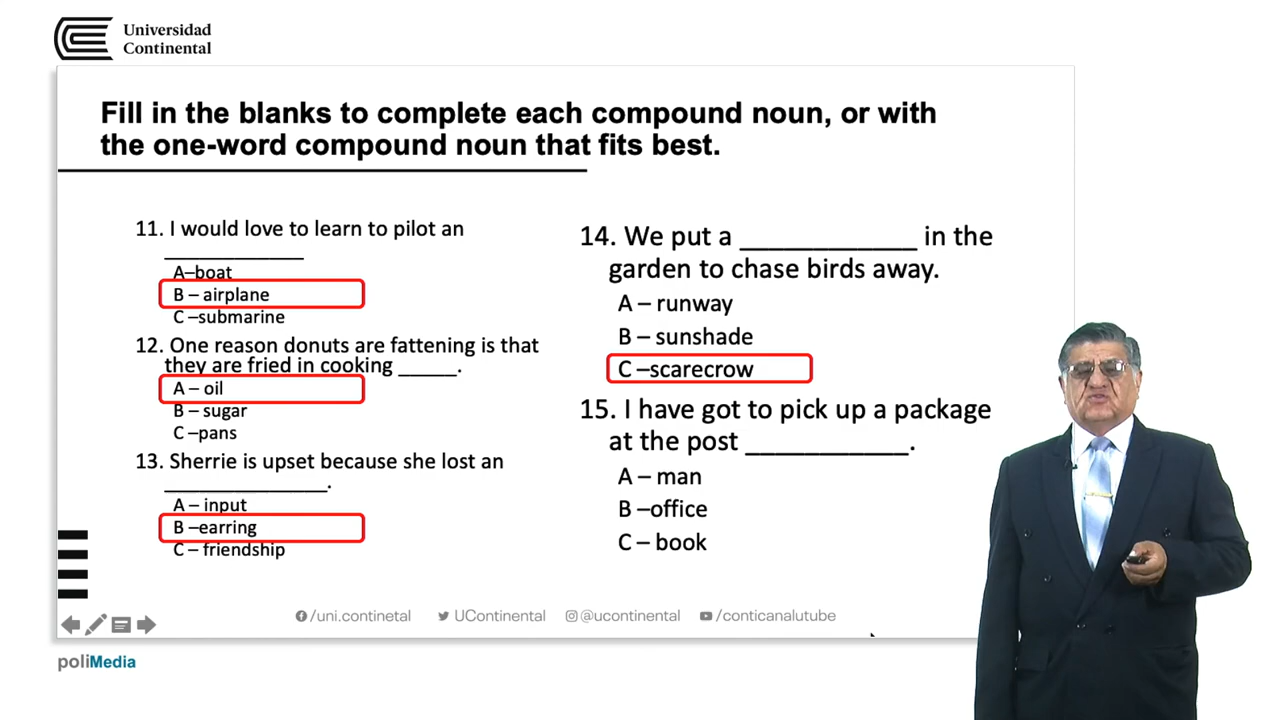 Universidad
Continental
Fill in the blanks to complete each compound noun, or with
the one-word compound noun that fits best.
11. I would love to learn to pilot an
_____________
A–boat
B – airplane
C –submarine
12. One reason donuts are fattening is that
they are fried in cooking _____.
A – oil
B – sugar
C –pans
13. Sherrie is upset because she lost an
_______________.
A – input
B –earring
C – friendship
14. We put a ____________ in the
garden to chase birds away.
A – runway
B – sunshade
C –scarecrow
15. I have got to pick up a package
at the post ___________.
A – man
B –office
C – book
/uni.continetal UContinental @ucontinental /conticanalutube
poliMedia